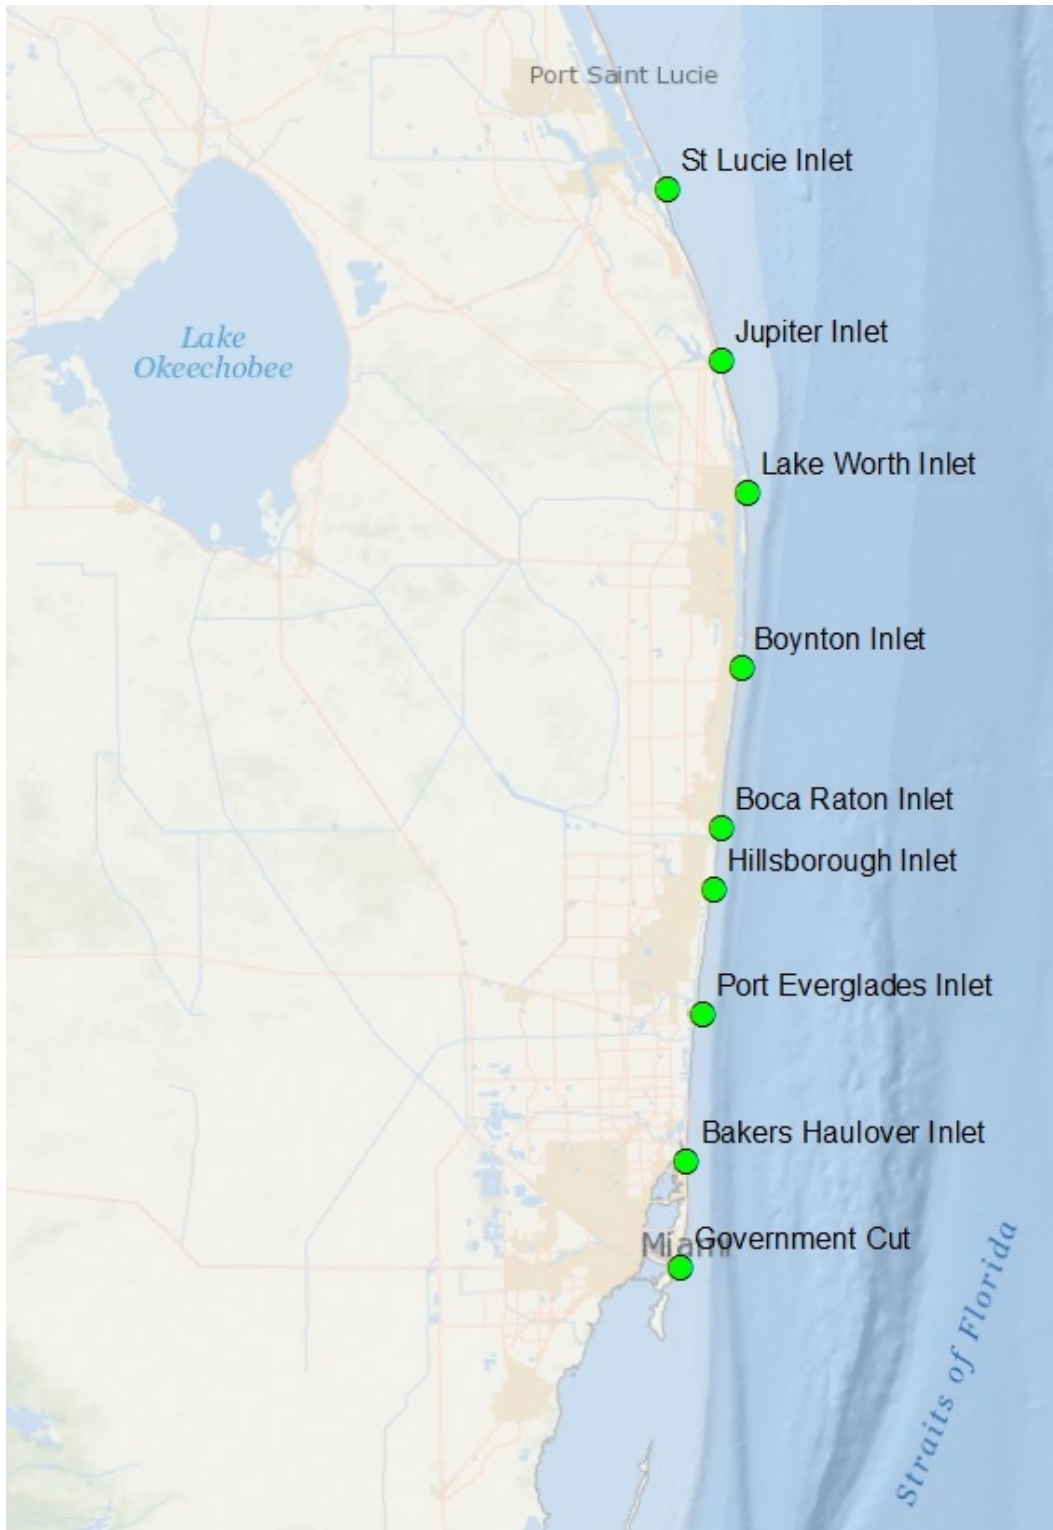 Port Saint Lucie
St Lucie Inlet
Jupiter Inlet
Lake
Okeechobee
Lake Worth Inlet
Boynton Inlet
Boca Raton Inlet
Hillsborough Inlet
Port Everglades Inlet
Bakers Haulover Inlet
Government Cut
Miami
Straits of Florida